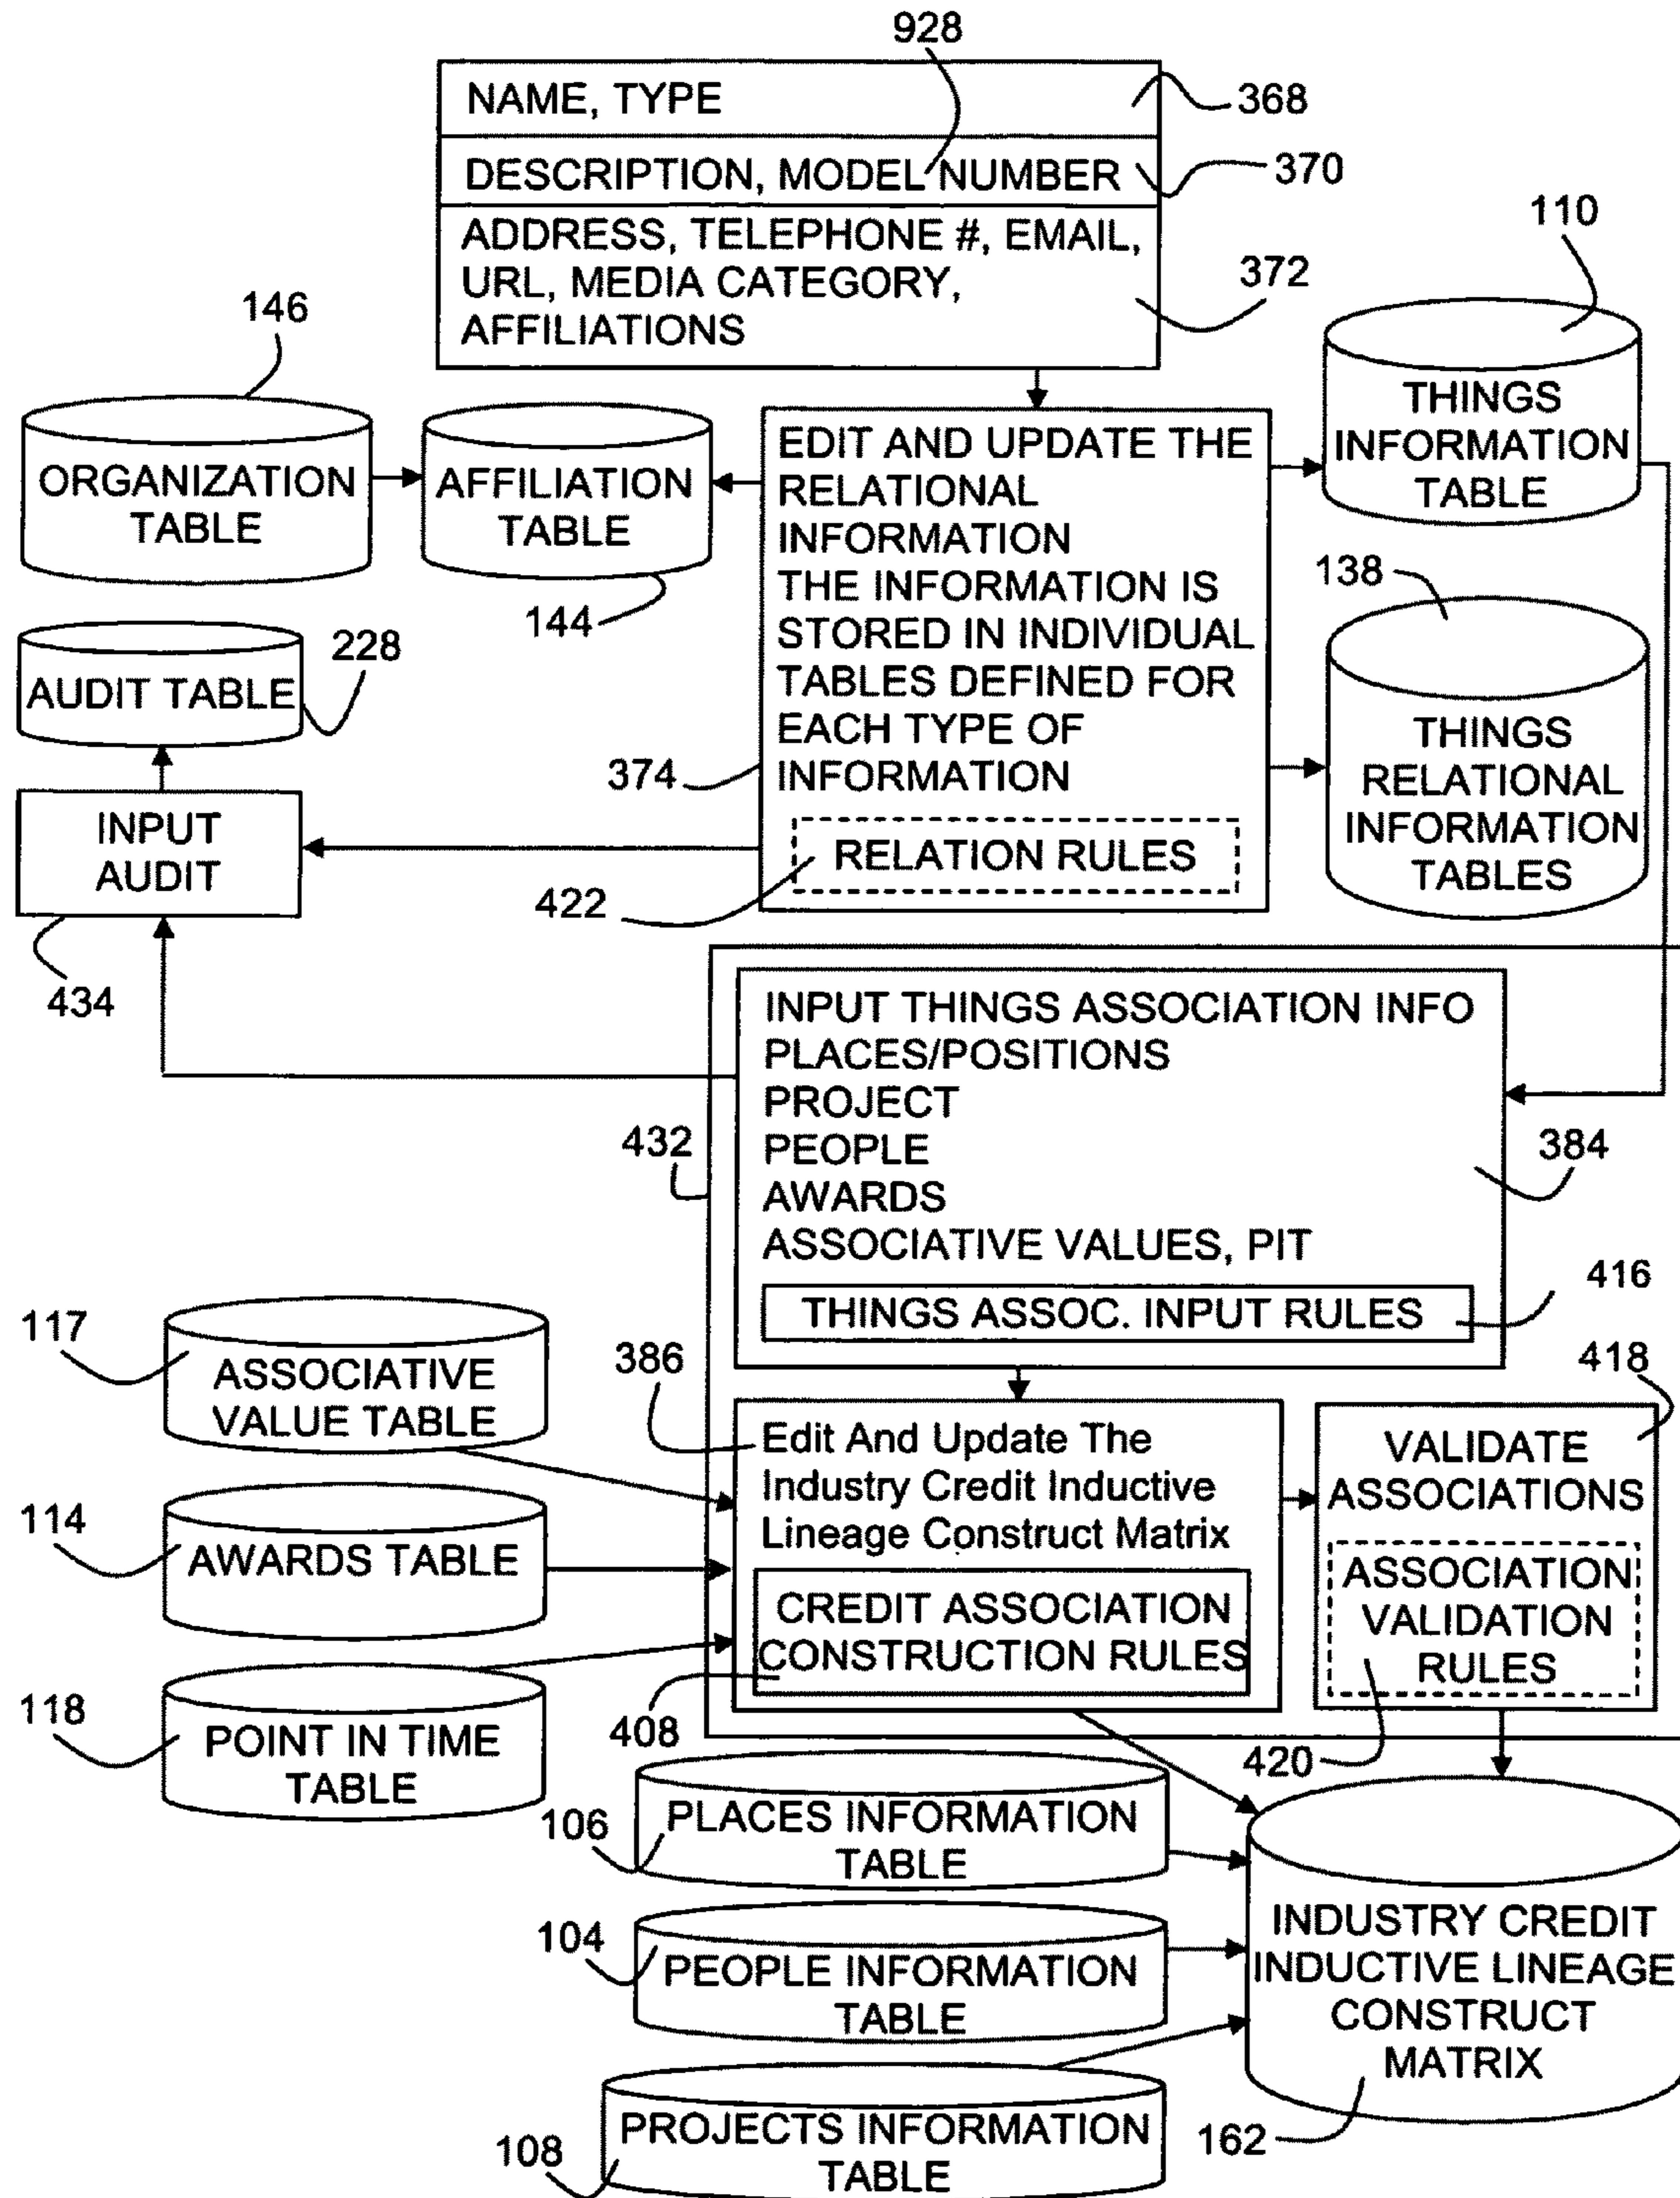 928
NAME, TYPE
368
DESCRIPTION, MODEL NUMBER
370
ADDRESS, TELEPHONE #, EMAIL,
URL, MEDIA CATEGORY,
AFFILIATIONS
372
110
146
THINGS
INFORMATION
TABLE
ORGANIZATION
TABLE
AFFILIATION
TABLE
144
EDIT AND UPDATE THE
RELATIONAL
INFORMATION
THE INFORMATION IS
STORED IN INDIVIDUAL
TABLES DEFINED FOR
EACH TYPE OF
INFORMATION
374
RELATION RULES
422
138
THINGS
RELATIONAL
INFORMATION
TABLES
228
AUDIT TABLE
INPUT
AUDIT
434
INPUT THINGS ASSOCIATION INFO
PLACES/POSITIONS
PROJECT
PEOPLE
AWARDS
ASSOCIATIVE VALUES, PIT
432
384
THINGS ASSOC. INPUT RULES
416
117
ASSOCIATIVE
VALUE TABLE
386
Edit And Update The
Industry Credit Inductive
Lineage Construct Matrix
CREDIT ASSOCIATION
CONSTRUCTION RULES
408
418
VALIDATE
ASSOCIATIONS
ASSOCIATION
VALIDATION
RULES
420
114
AWARDS TABLE
118
POINT IN TIME
TABLE
106
PLACES INFORMATION
TABLE
104
PEOPLE INFORMATION
TABLE
108
PROJECTS INFORMATION
TABLE
INDUSTRY CREDIT
INDUCTIVE LINEAGE
CONSTRUCT
MATRIX
162